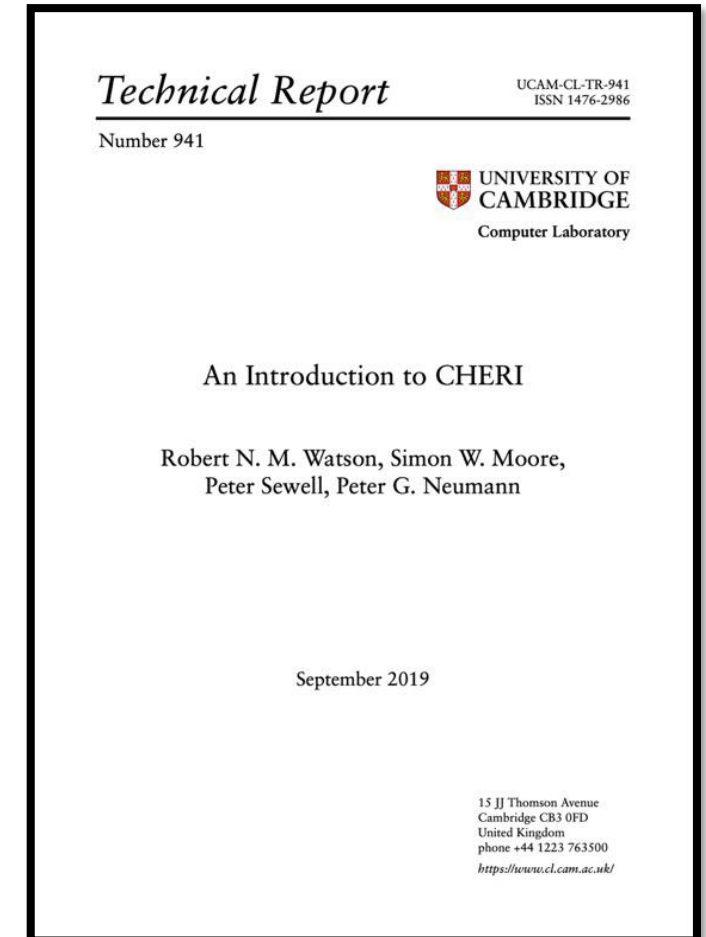 Technical Report
UCAM-CL-TR-941
ISSN 1476-2986
Number 941
UNIVERSITY OF
CAMBRIDGE
Computer Laboratory
An Introduction to CHERI
Robert N. M. Watson, Simon W. Moore,
Peter Sewell, Peter G. Neumann
September 2019
15 JJ Thomson Avenue
Cambridge CB3 0FD
United Kingdom
phone +44 1223 763500
https://www.cl.cam.ac.uk/